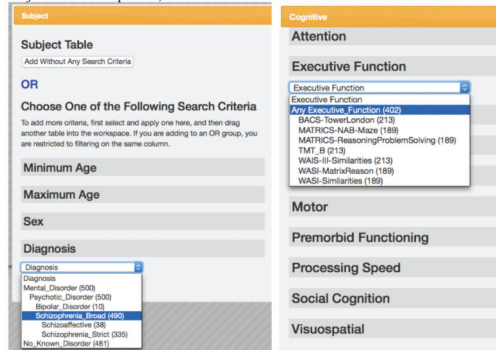 Subject
Subject Table
Add Without Any Search Criteria
OR
Choose One of the Following Search Criteria
To add more criteria, first select and apply one here, and then drag
another table into the workspace. If you are adding to an OR group, you
are restricted to filtering on the same column.
Minimum Age
Maximum Age
Sex
Diagnosis
Diagnosis
Diagnosis
Mental_Disorder (500)
Psychotic_Disorder (500)
Bipolar_Disorder (10)
Schizophrenia_Broad (490)
Schizoaffective (38)
Schizophrenia_Strict (335)
No_Known_Disorder (481)
Cognitive
Attention
Executive Function
Executive Function
Executive Function
Any Executive_Function (402)
BACS-TowerLondon (213)
MATRICS-NAB-Maze (189)
MATRICS-ReasoningProblemSolving (189)
TMT_B (213)
WAIS-III-Similarities (213)
WASI-MatrixReason (189)
WASI-Similarities (189)
Motor
Premorbid Functioning
Processing Speed
Social Cognition
Visuospatial